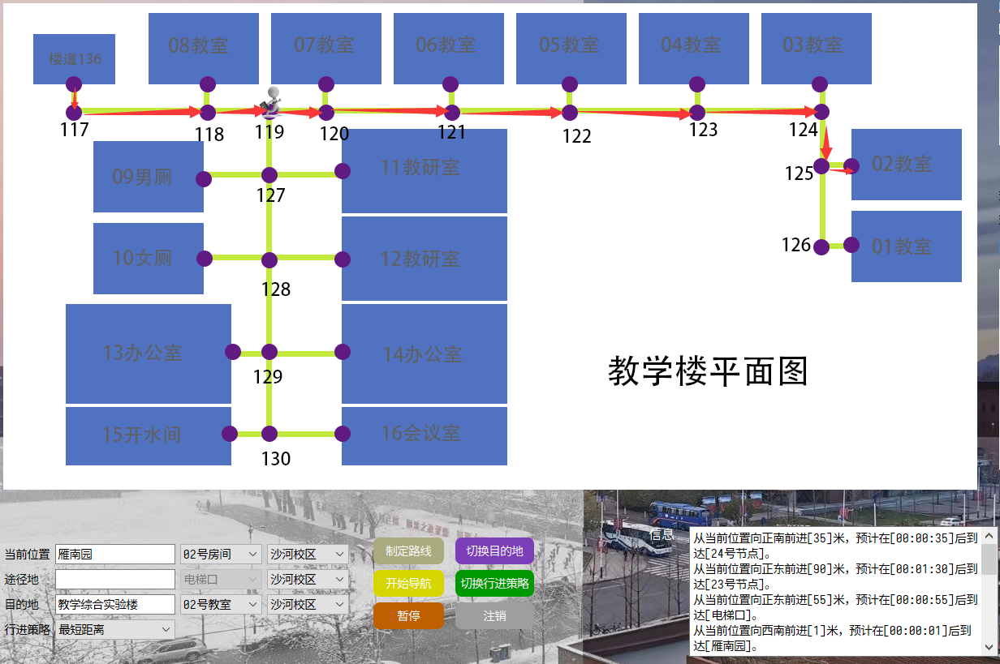 楼道136
08教室
07教室
06教室
05教室
04教室
03教室
117
118
119
120
121
122
123
124
09男厕
11教研室
02教室
125
127
10女厕
12教研室
126
01教室
128
13办公室
14办公室
教学楼平面图
129
15开水间
16会议室
130
当前位置
雁南园
02号房间
沙河校区
制定路线
切换目的地
途径地
电梯口
沙河校区
开始导航
切换行进策略
目的地
教学综合实验楼
02号教室
沙河校区
暂停
注销
行进策略
最短距离
信息
从当前位置向正南前进[35]米，预计在[00:00:35]后到
达[24号节点]。
从当前位置向正东前进[90]米，预计在[00:01:30]后到
达[23号节点]。
从当前位置向正东前进[55]米，预计在[00:00:55]后到
达[电梯口]。
从当前位置向西南前进[1]米，预计在[00:00:01]后到
达[雁南园]。